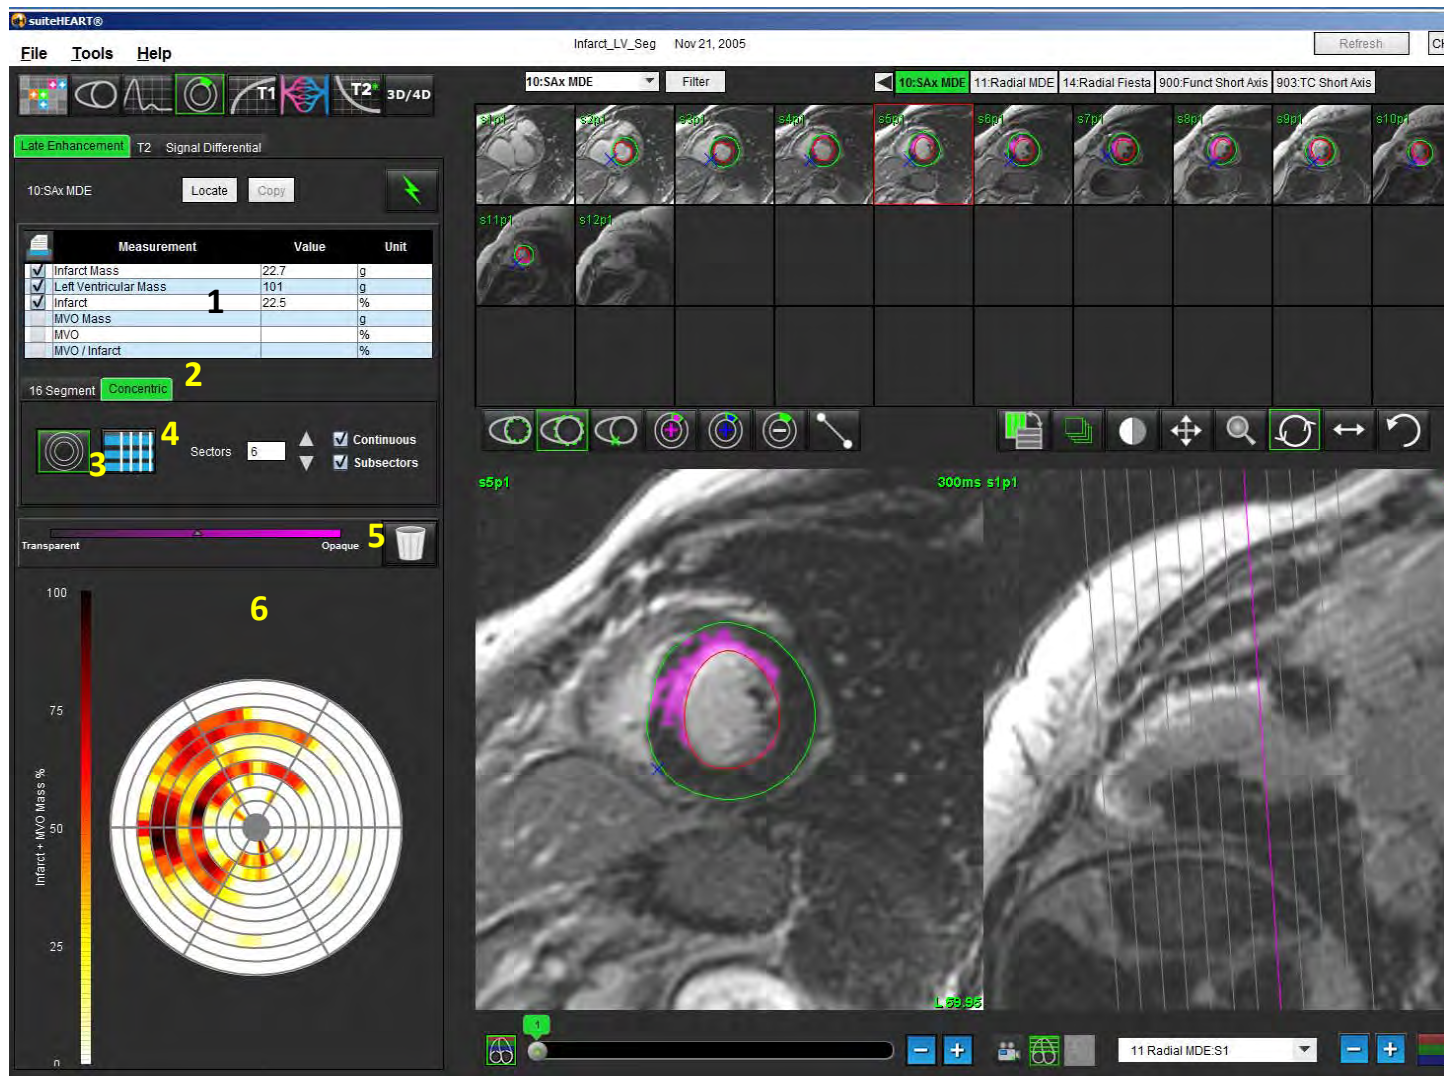 suiteHEART®
File Tools Help
Infarct_LV_Seg Nov 21, 2005
Refresh
T1
T2*
3D/4D
10:SAx MDE
Filter
10:SAx MDE 11:Radial MDE 14:Radial Fiesta 900:Funct Short Axis 903:TC Short Axis
Late Enhancement T2 Signal Differential
10:SAx MDE Locate Copy
Measurement Value Unit
Infarct Mass 22.7 g
Left Ventricular Mass 101 g
Infarct 22.5 %
MVO Mass g
MVO %
MVO / Infarct %
1
2
16 Segment Concentric
3
4
Sectors 6
Continuous
Subsectors
Transparent Opaque
5
6
100
75
50
25
0
Infarct + MVO Mass %
s1p1 s2p1 s3p1 s4p1 s5p1 s6p1 s7p1 s8p1 s9p1 s10p1
s11p1 s12p1
s5p1
300ms s1p1
L 69.95
1
11 Radial MDE:S1